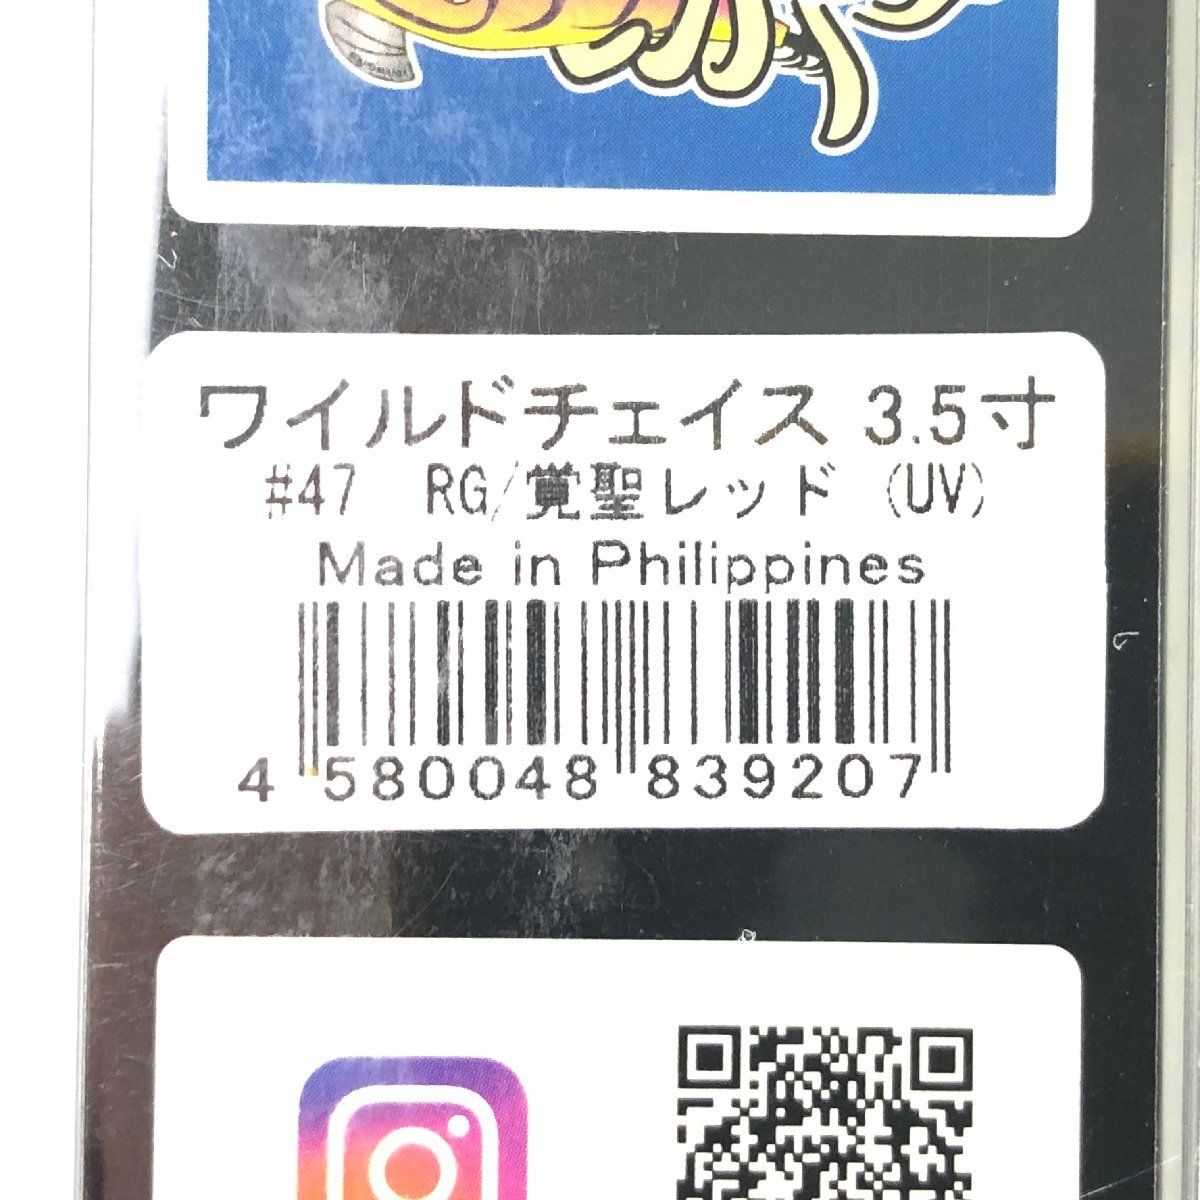 ワイルドチェイス 3.5寸
#47 RG/覚聖レッド (UV)
Made in Philippines
4 580048 839207